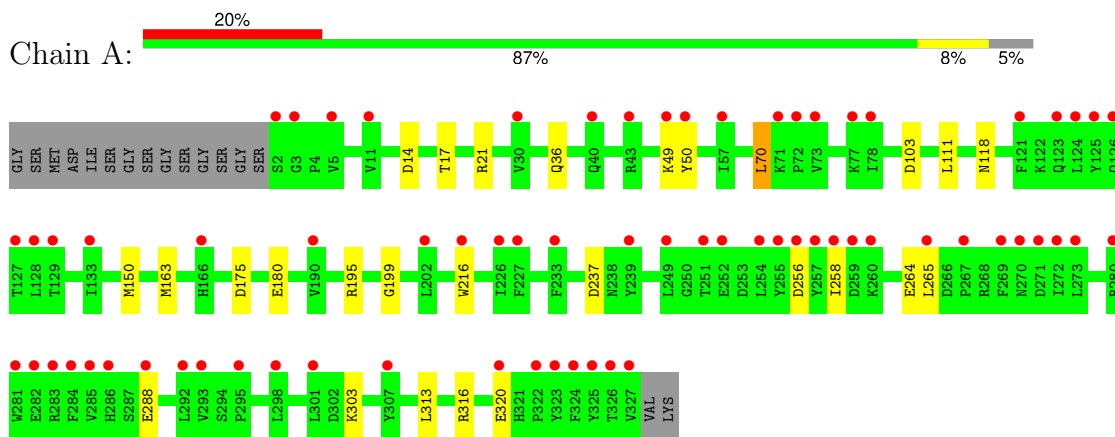 Chain A:
20%
87%
8%
5%
GLY SER MET ASP ILE GLY SER GLY SER GLY SER GLY SER S2 G3 P4 V5 V11 D14 T17 R21 V30 Q36 Q40 R43 K49 Y50 I57 L70 K71 P72 V73 K77 I78 D103 L111 N118 F121 K122 Q123 L124 Y125 Q126
T127 L128 T129 I133 M150 M163 H166 D175 E180 V190 R195 G199 L202 W216 I226 F227 F233 D237 N238 Y239 L249 G250 T251 E252 D253 L254 Y255 D256 Y257 I258 D259 K260 E264 L265 D266 P267 R268 F269 N270 D271 I272 L273 R280
W281 E282 R283 F284 V285 H286 S287 E288 L292 V293 S294 P295 L298 L301 D302 K303 Y307 L313 R316 E320 H321 P322 Y323 F324 Y325 T326 V327 VAL LYS